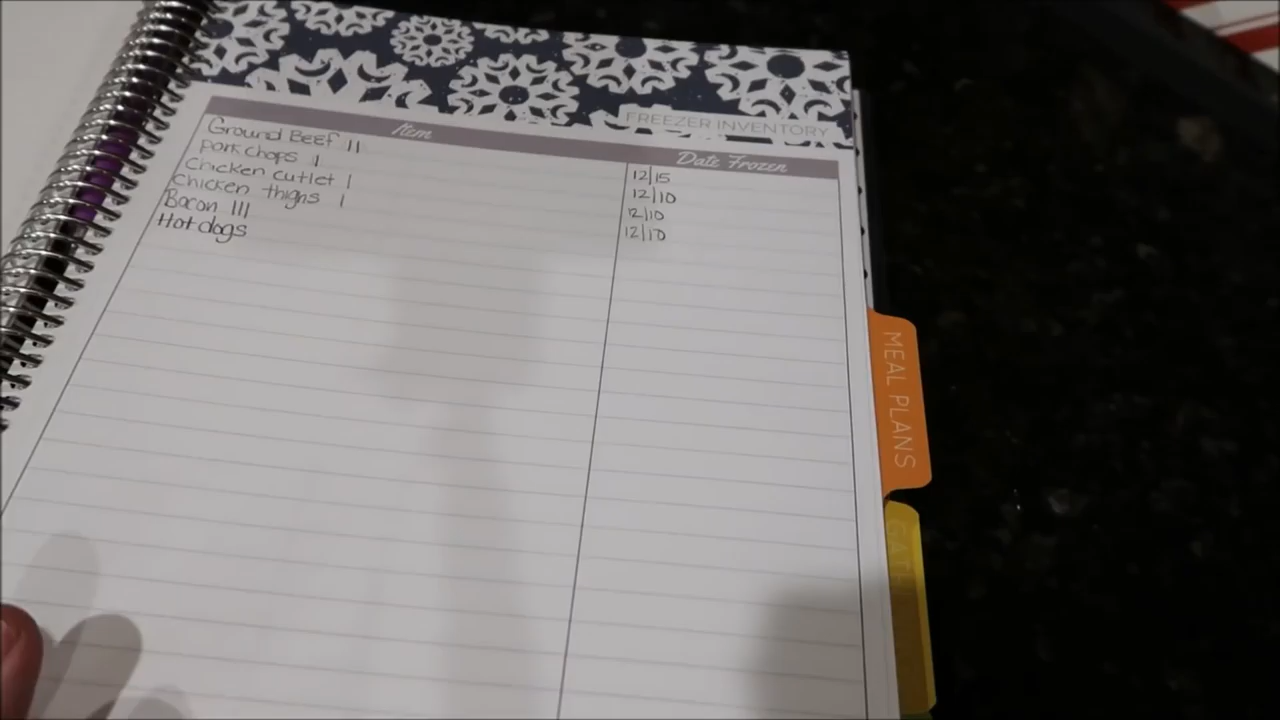 FREEZER INVENTORY
Item Date Frozen
Ground Beef II 12/15
Pork chops I 12/10
Chicken cutlet I 12/10
Chicken thighs I 12/10
Bacon III
Hot dogs
MEAL PLANS